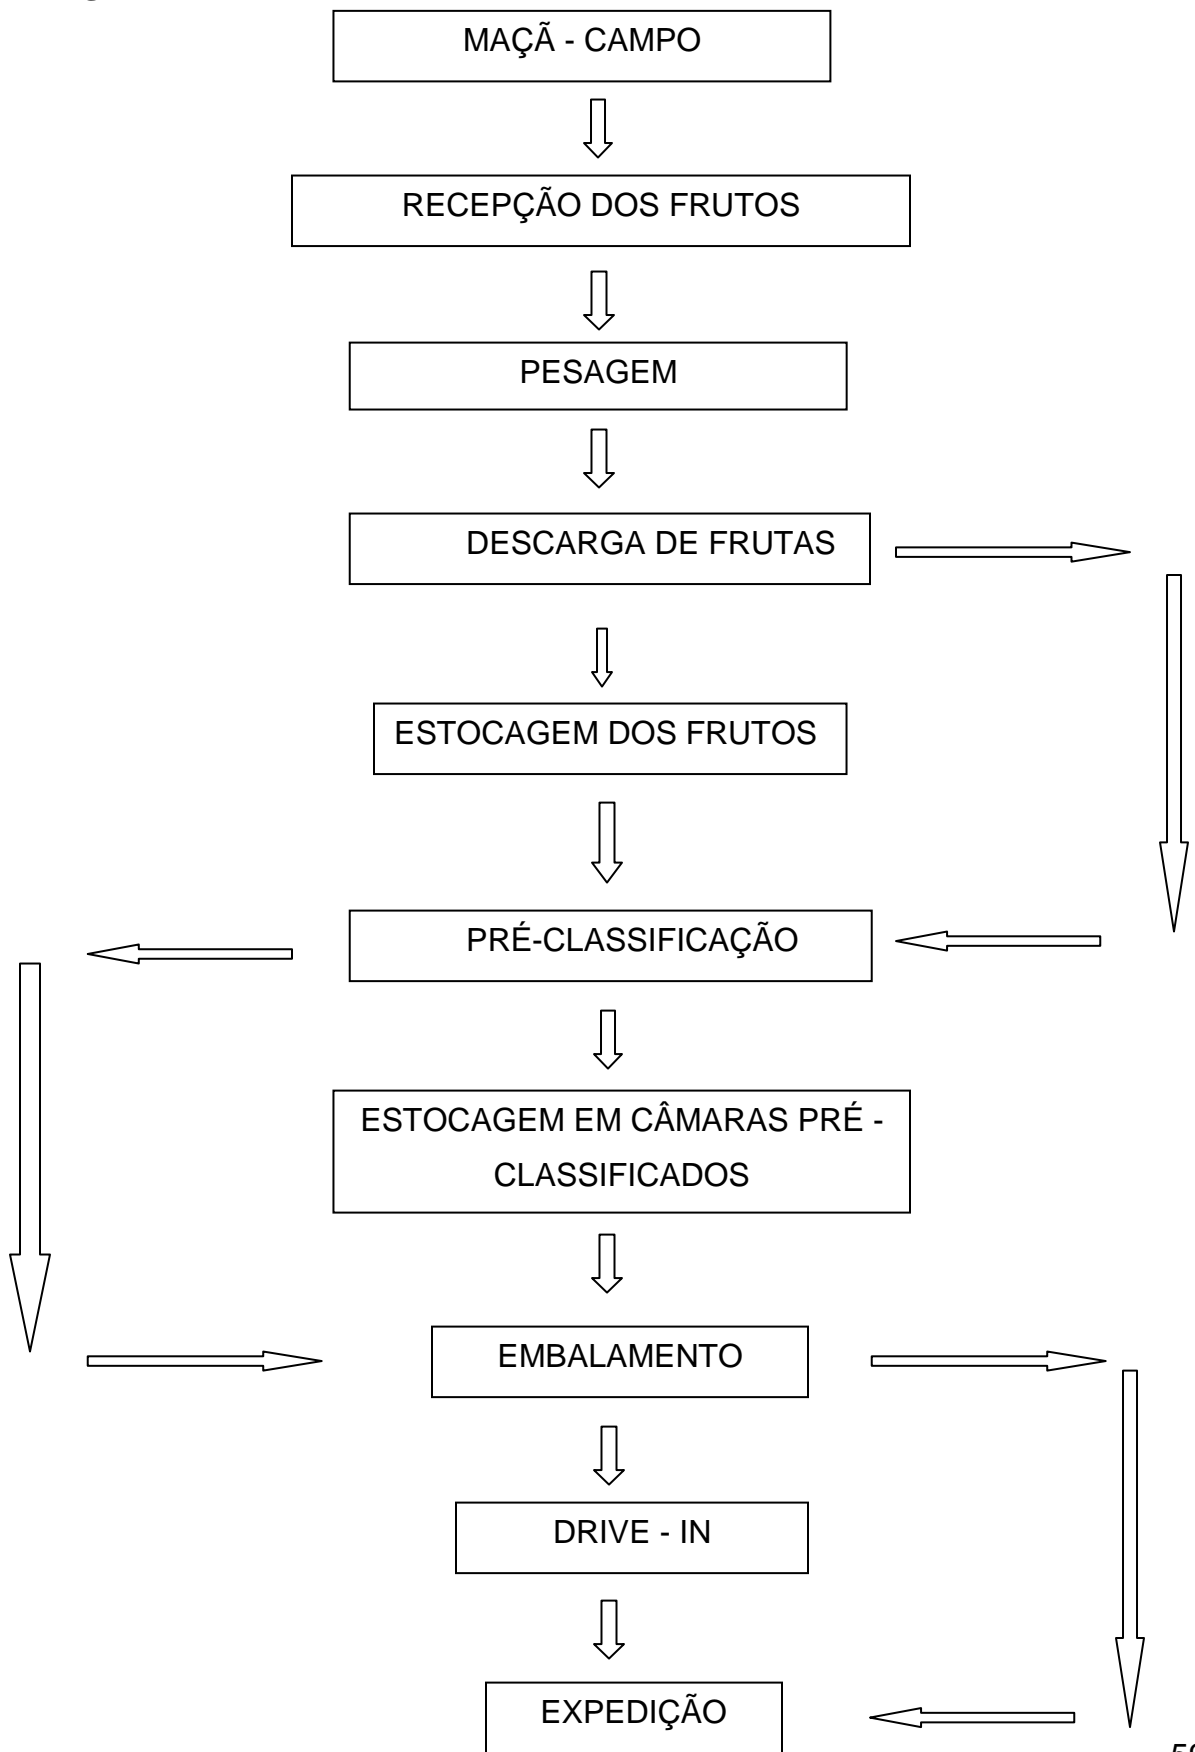 MAÇÃ - CAMPO
RECEPÇÃO DOS FRUTOS
PESAGEM
DESCARGA DE FRUTAS
ESTOCAGEM DOS FRUTOS
PRÉ-CLASSIFICAÇÃO
ESTOCAGEM EM CÂMARAS PRÉ -
CLASSIFICADOS
EMBALAMENTO
DRIVE - IN
EXPEDIÇÃO